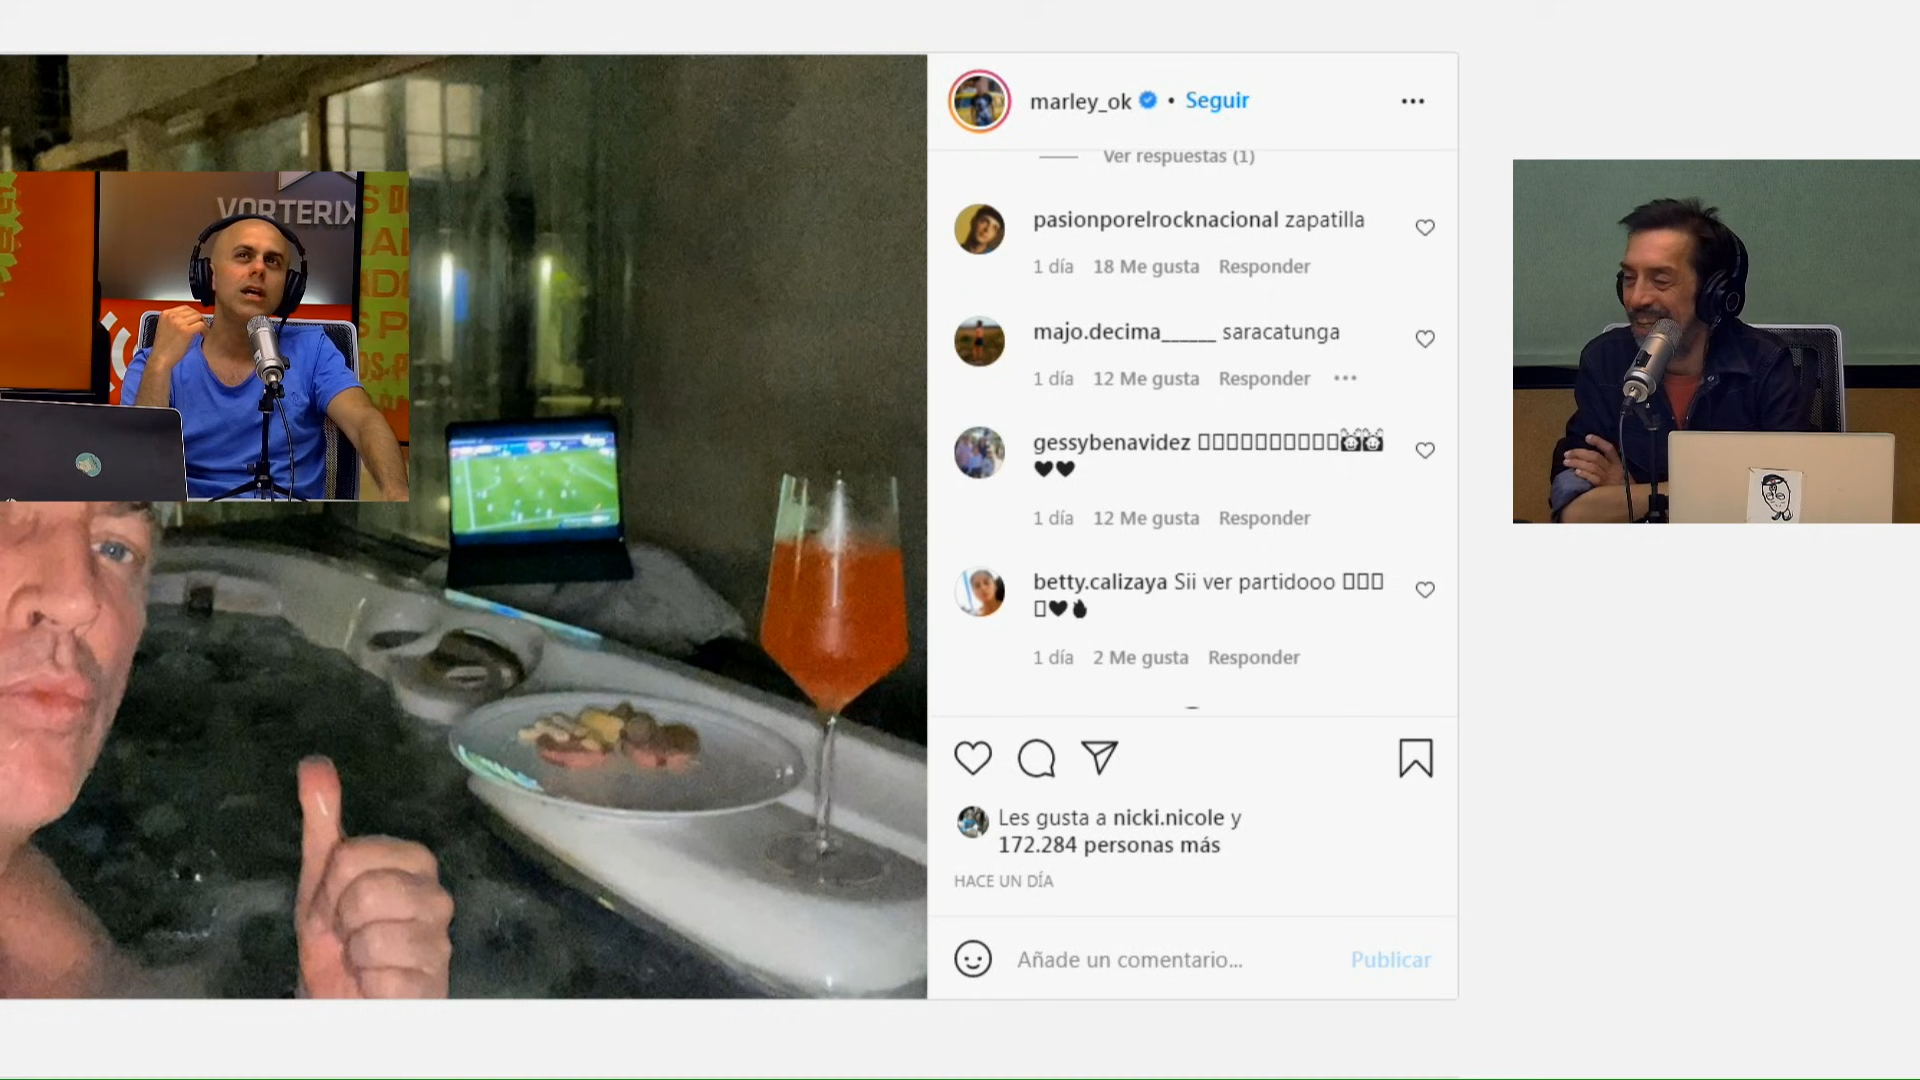 VORTERIX
marley_ok • Seguir
Ver respuestas (1)
pasionporelrocknacional zapatilla
1 día 18 Me gusta Responder
majo.decima______ saracatunga
1 día 12 Me gusta Responder
gessybenavidez
1 día 12 Me gusta Responder
betty.calizaya Sii ver partidooo
1 día 2 Me gusta Responder
Les gusta a nicki.nicole y
172.284 personas más
HACE UN DÍA
Añade un comentario...
Publicar